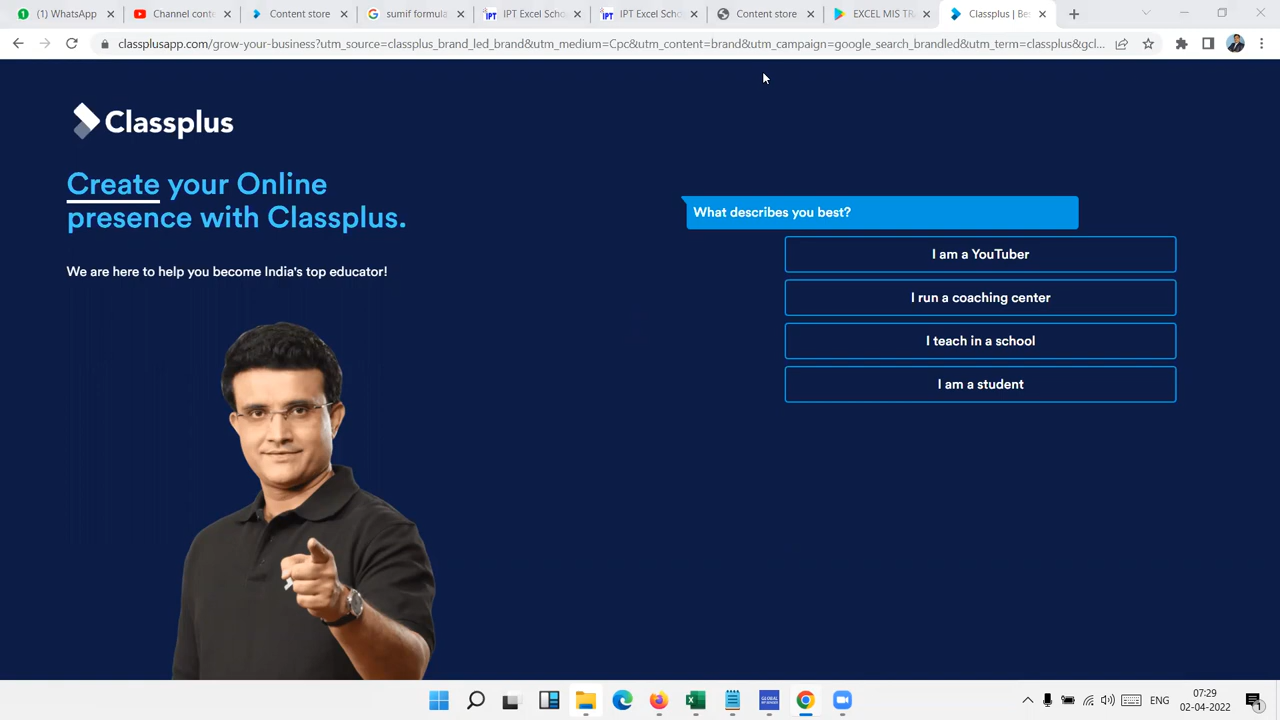 (1) WhatsApp
Channel conte
Content store
sumif formula
IPT Excel Scho
IPT Excel Scho
Content store
EXCEL MIS TRA
Classplus | Bes
classplusapp.com/grow-your-business?utm_source=classplus_brand_led_brand&utm_medium=Cpc&utm_content=brand&utm_campaign=google_search_brandled&utm_term=classplus&gcl...
Classplus
Create your Online
presence with Classplus.
We are here to help you become India's top educator!
What describes you best?
I am a YouTuber
I run a coaching center
I teach in a school
I am a student
ENG
07:29
02-04-2022
1